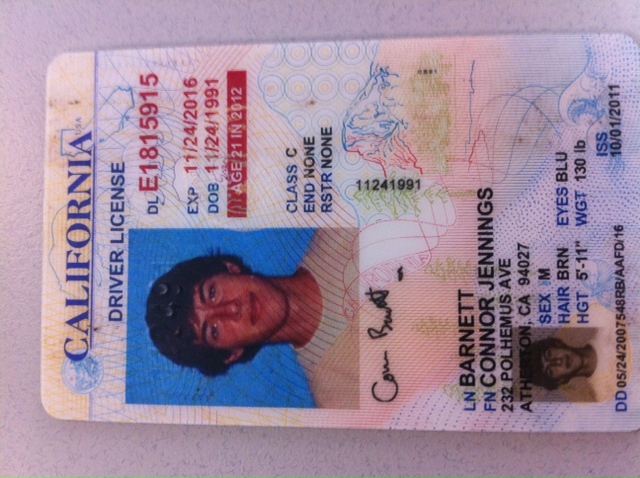 CALIFORNIA USA
DRIVER LICENSE
DL E1815915
EXP 11/24/2016
DOB 11/24/1991
AGE 21 IN 2012
CLASS C
END NONE
RSTR NONE
11241991
LN BARNETT
FN CONNOR JENNINGS
232 POLHEMUS AVE
ATHERTON, CA 94027
SEX M
HAIR BRN EYES BLU
HGT 5'-11" WGT 130 lb
ISS
DD 05/24/2007548RB/AAFD/16 10/01/2011